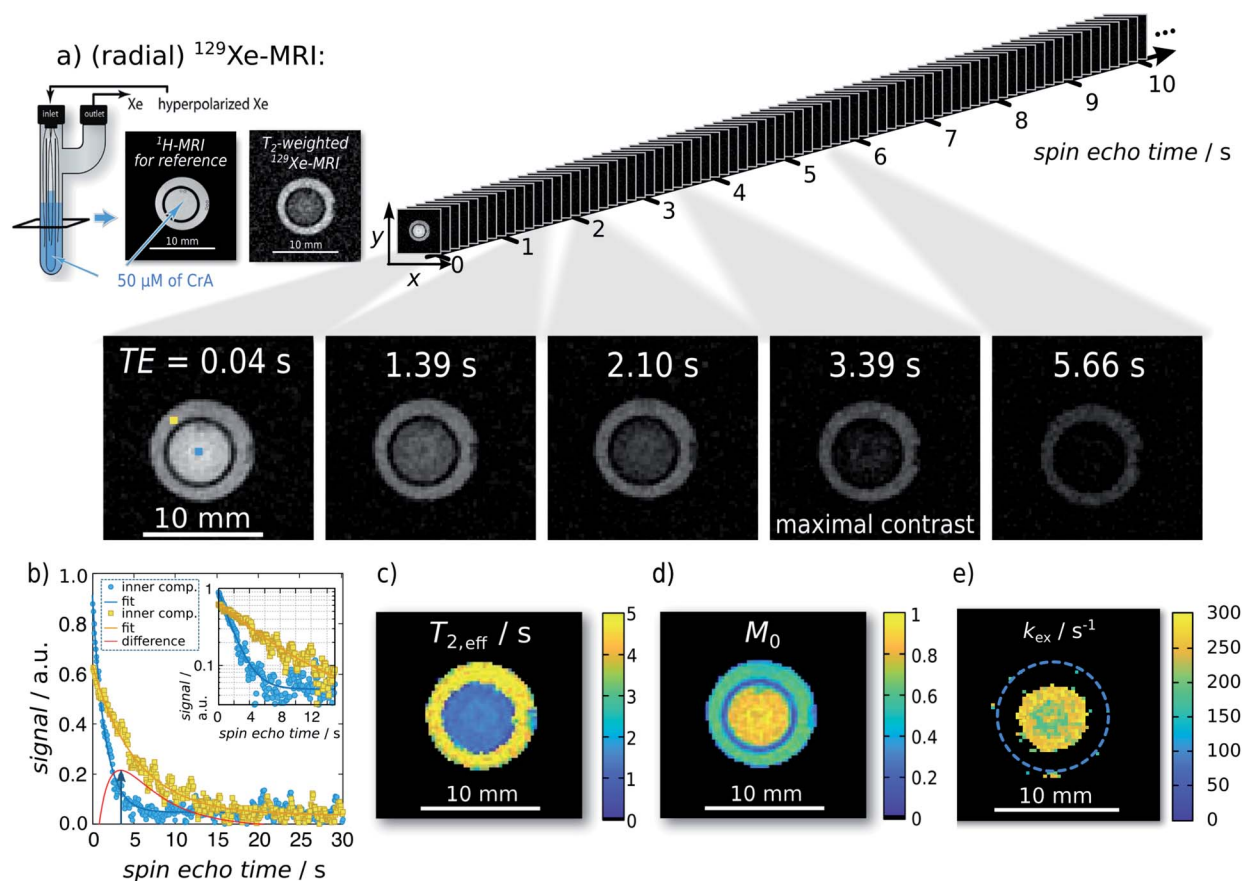 a) (radial) ¹²⁹Xe-MRI:
Xe hyperpolarized Xe
inlet outlet
¹H-MRI
for reference
10 mm
T₂-weighted
¹²⁹Xe-MRI
10 mm
50 µM of CrA
y
x
0 1 2 3 4 5 6 7 8 9 10 ...
spin echo time / s
TE = 0.04 s
10 mm
1.39 s
2.10 s
3.39 s
maximal contrast
5.66 s
b)
signal / a.u.
1.0
0.8
0.6
0.4
0.2
0.0
0 5 10 15 20 25 30
spin echo time / s
inner comp.
fit
inner comp.
fit
difference
signal /
a.u.
1
0.1
0 4 8 12
spin echo time / s
c)
T₂,eff / s
10 mm
5
4
3
2
1
0
d)
M₀
10 mm
1
0.8
0.6
0.4
0.2
0
e)
kₑₓ / s⁻¹
10 mm
300
250
200
150
100
50
0